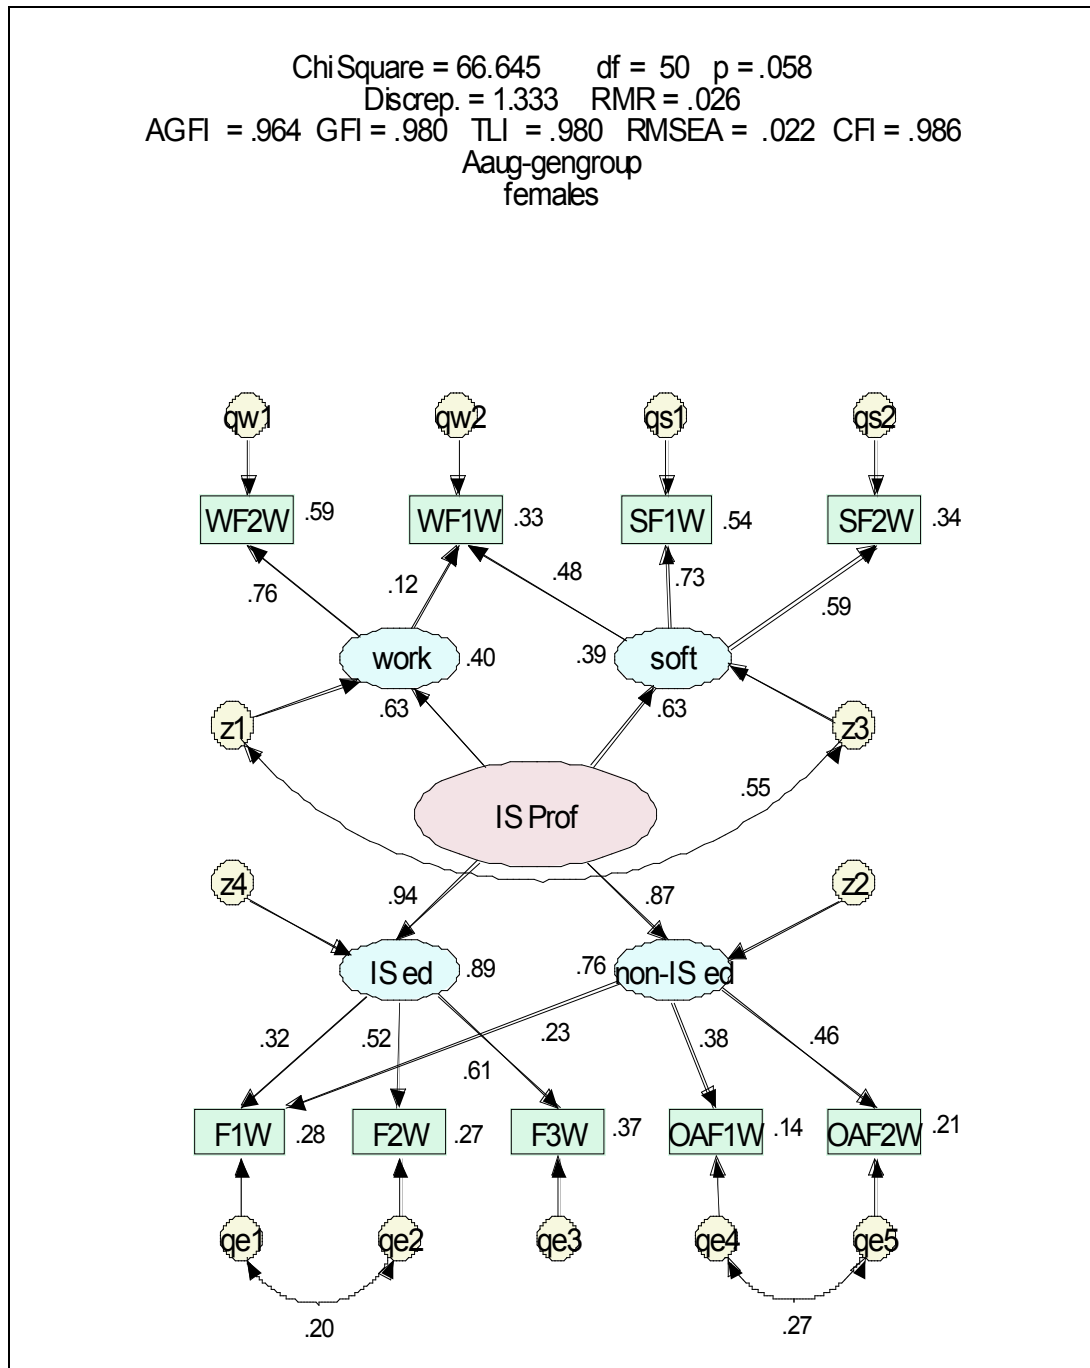 Chi Square = 66.645 df = 50 p = .058
Discrep. = 1.333 RMR = .026
AGFI = .964 GFI = .980 TLI = .980 RMSEA = .022 CFI = .986
Aaug-gengroup
females
qw1 qw2 qs1 qs2
WF2W .59 WF1W .33 SF1W .54 SF2W .34
.76 .12 .48 .73 .59
work .40 .39 soft
z1 .63 .63 z3
IS Prof .55
z4 .94 .87 z2
IS ed .89 .76 non-IS ed
.32 .52 .61 .23 .38 .46
F1W .28 F2W .27 F3W .37 OAF1W .14 OAF2W .21
qe1 qe2 qe3 qe4 qe5
.20 .27